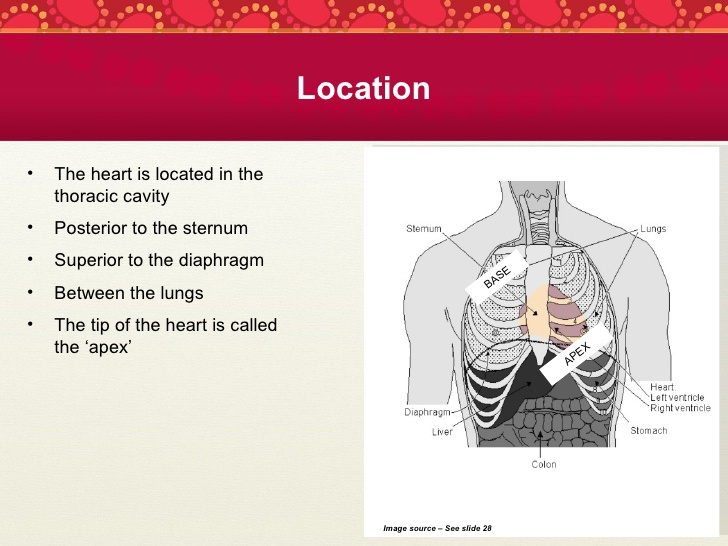 Location
• The heart is located in the
thoracic cavity
• Posterior to the sternum
• Superior to the diaphragm
• Between the lungs
• The tip of the heart is called
the ‘apex’
Sternum
Lungs
BASE
APEX
Heart:
Left ventricle
Right ventricle
Diaphragm
Liver
Stomach
Colon
Image source – See slide 28